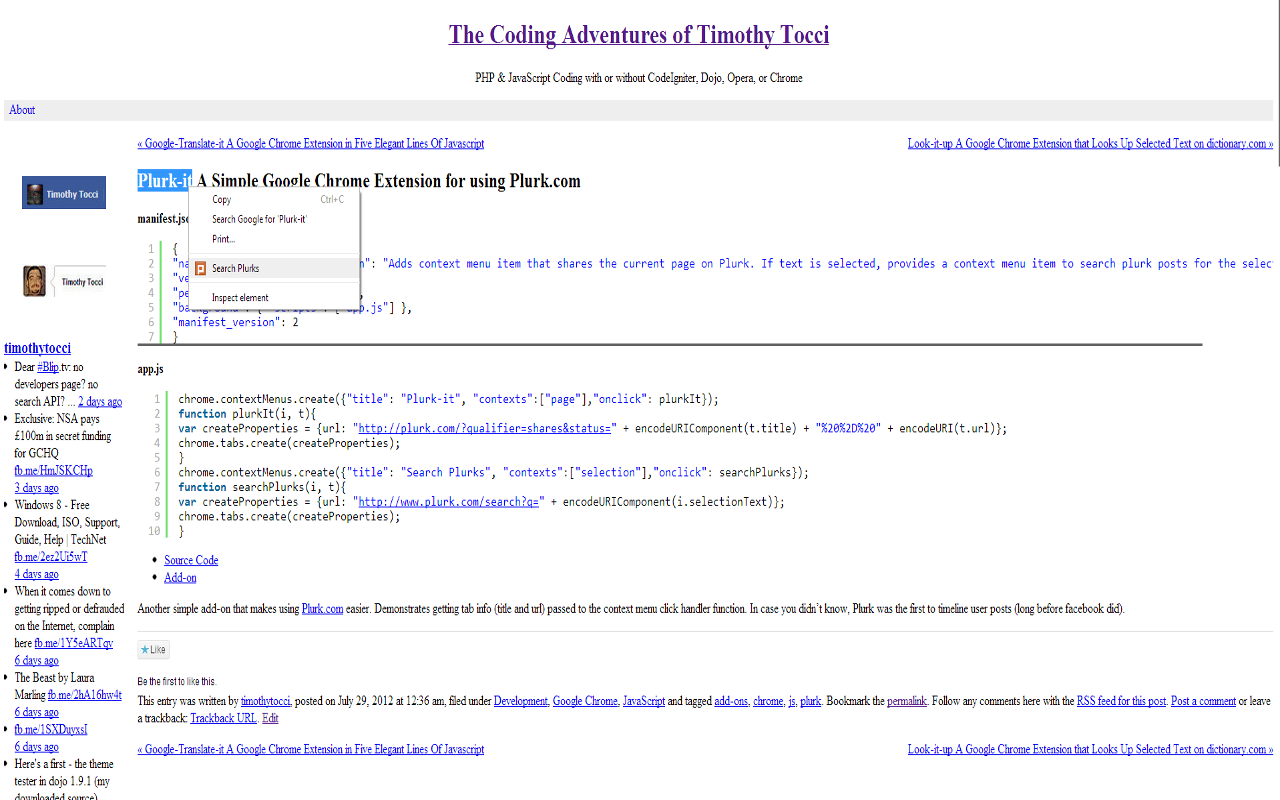 The Coding Adventures of Timothy Tocci
PHP & JavaScript Coding with or without CodeIgniter, Dojo, Opera, or Chrome
About
« Google-Translate-it A Google Chrome Extension in Five Elegant Lines Of Javascript
Look-it-up A Google Chrome Extension that Looks Up Selected Text on dictionary.com »
Timothy Tocci
Timothy Tocci
timothytocci
Dear #Blip.tv: no
developers page? no
search API? ... 2 days ago
Exclusive: NSA pays
£100m in secret funding
for GCHQ
fb.me/HmJSKCHp
3 days ago
Windows 8 - Free
Download, ISO, Support,
Guide, Help | TechNet
fb.me/2ez2Ui5wT
4 days ago
When it comes down to
getting ripped or defrauded
on the Internet, complain
here fb.me/1Y5eARTqv
6 days ago
The Beast by Laura
Marling fb.me/2hA16hw4t
6 days ago
fb.me/1SXDuyxsI
6 days ago
Here's a first - the theme
tester in dojo 1.9.1 (my
downloaded source)
Plurk-it A Simple Google Chrome Extension for using Plurk.com
Copy Ctrl+C
Search Google for 'Plurk-it'
Print...
Search Plurks
Inspect element
manifest.jso
1 {
2 "na n": "Adds context menu item that shares the current page on Plurk. If text is selected, provides a context menu item to search plurk posts for the selec
3 "ve
4 "pe ,
5 "background": { "scripts": ["app.js"] },
6 "manifest_version": 2
7 }
app.js
1 chrome.contextMenus.create({"title": "Plurk-it", "contexts":["page"],"onclick": plurkIt});
2 function plurkIt(i, t){
3 var createProperties = {url: "http://plurk.com/?qualifier=shares&status=" + encodeURIComponent(t.title) + "%20%2D%20" + encodeURI(t.url)};
4 chrome.tabs.create(createProperties);
5 }
6 chrome.contextMenus.create({"title": "Search Plurks", "contexts":["selection"],"onclick": searchPlurks});
7 function searchPlurks(i, t){
8 var createProperties = {url: "http://www.plurk.com/search?q=" + encodeURIComponent(i.selectionText)};
9 chrome.tabs.create(createProperties);
10 }
Source Code
Add-on
Another simple add-on that makes using Plurk.com easier. Demonstrates getting tab info (title and url) passed to the context menu click handler function. In case you didn't know, Plurk was the first to timeline user posts (long before facebook did).
Like
Be the first to like this.
This entry was written by timothytocci, posted on July 29, 2012 at 12:36 am, filed under Development, Google Chrome, JavaScript and tagged add-ons, chrome, js, plurk. Bookmark the permalink. Follow any comments here with the RSS feed for this post. Post a comment or leave
a trackback: Trackback URL. Edit
« Google-Translate-it A Google Chrome Extension in Five Elegant Lines Of Javascript
Look-it-up A Google Chrome Extension that Looks Up Selected Text on dictionary.com »